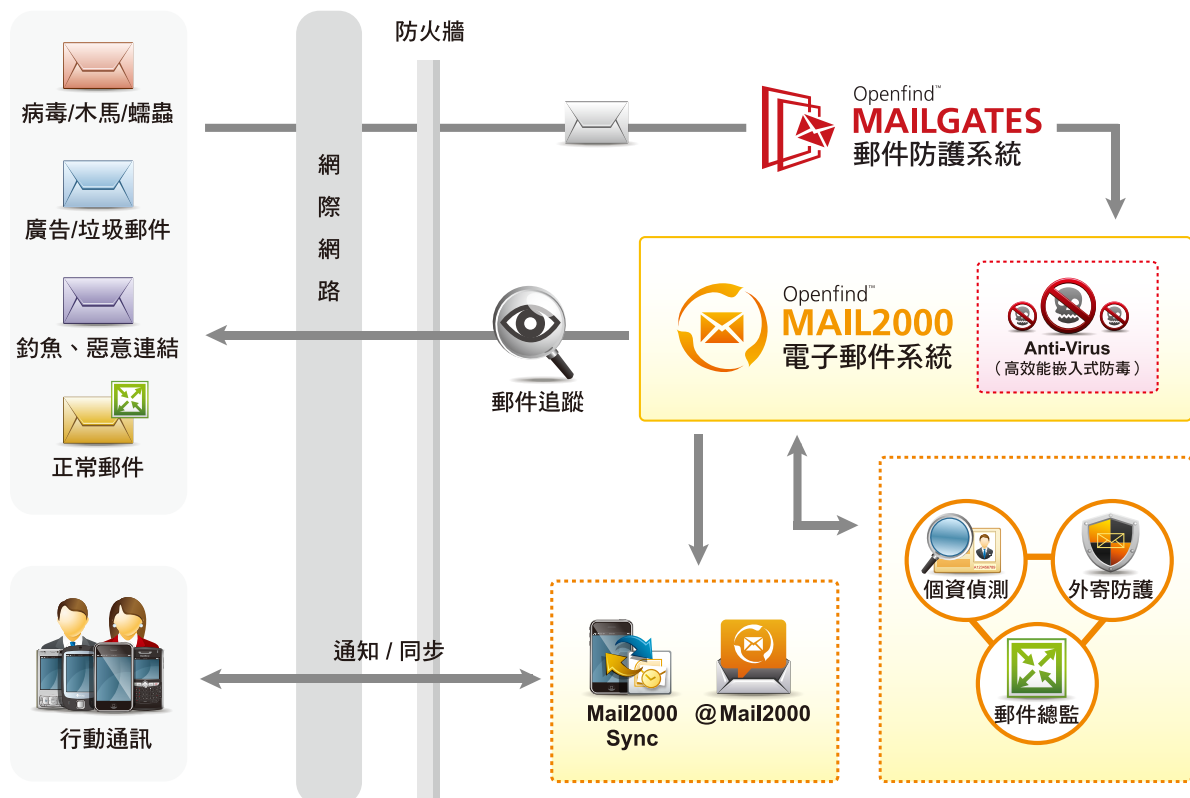 防火牆
病毒/木馬/蠕蟲
廣告/垃圾郵件
釣魚、惡意連結
正常郵件
網際網路
Openfind™
MAILGATES
郵件防護系統
Openfind™
MAIL2000
電子郵件系統
Anti-Virus
(高效能嵌入式防毒)
郵件追蹤
個資偵測
外寄防護
郵件總監
通知 / 同步
行動通訊
Mail2000
Sync
@Mail2000